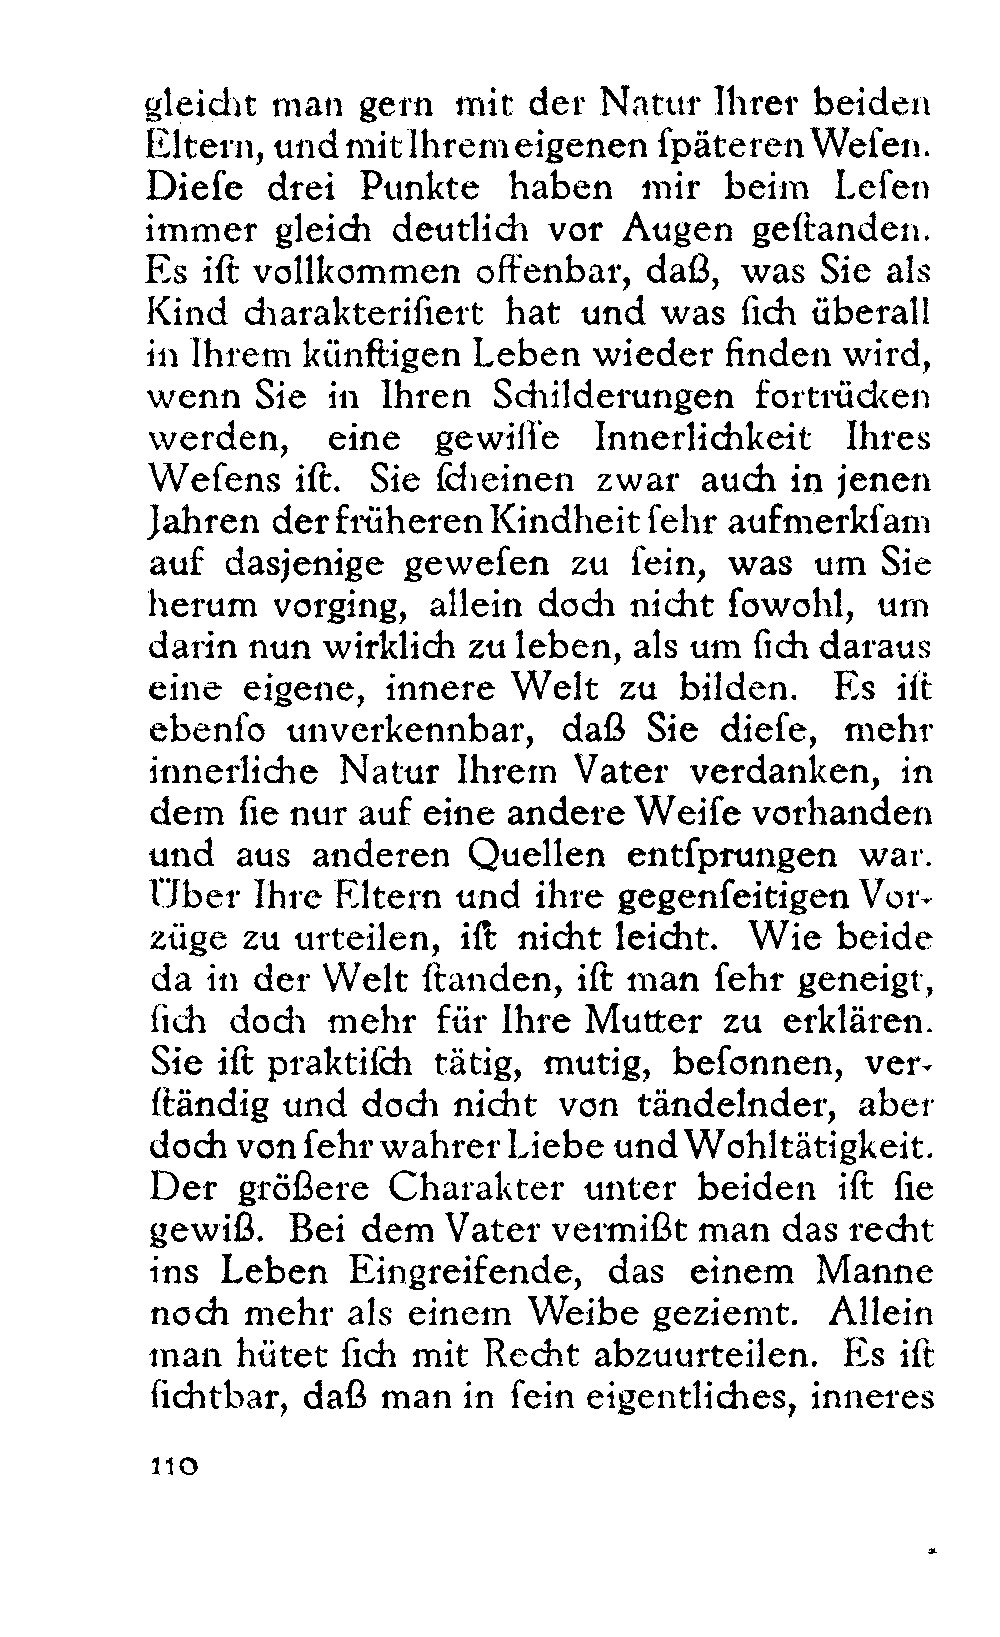 gleicht man gern mit der Natur Ihrer beiden
Eltern, und mit Ihrem eigenen ſpäteren Weſen.
Dieſe drei Punkte haben mir beim Leſen
immer gleich deutlich vor Augen geſtanden.
Es iſt vollkommen offenbar, daß, was Sie als
Kind charakteriſiert hat und was ſich überall
in Ihrem künftigen Leben wieder finden wird,
wenn Sie in Ihren Schilderungen fortrücken
werden, eine gewiſſe Innerlichkeit Ihres
Weſens iſt. Sie ſcheinen zwar auch in jenen
Jahren der früheren Kindheit ſehr aufmerkſam
auf dasjenige geweſen zu ſein, was um Sie
herum vorging, allein doch nicht ſowohl, um
darin nun wirklich zu leben, als um ſich daraus
eine eigene, innere Welt zu bilden. Es iſt
ebenſo unverkennbar, daß Sie dieſe, mehr
innerliche Natur Ihrem Vater verdanken, in
dem ſie nur auf eine andere Weiſe vorhanden
und aus anderen Quellen entſprungen war.
Über Ihre Eltern und ihre gegenſeitigen Vor-
züge zu urteilen, iſt nicht leicht. Wie beide
da in der Welt ſtanden, iſt man ſehr geneigt,
ſich doch mehr für Ihre Mutter zu erklären.
Sie iſt praktiſch tätig, mutig, beſonnen, ver-
ſtändig und doch nicht von tändelnder, aber
doch von ſehr wahrer Liebe und Wohltätigkeit.
Der größere Charakter unter beiden iſt ſie
gewiß. Bei dem Vater vermißt man das recht
ins Leben Eingreifende, das einem Manne
noch mehr als einem Weibe geziemt. Allein
man hütet ſich mit Recht abzuurteilen. Es iſt
ſichtbar, daß man in ſein eigentliches, inneres
110